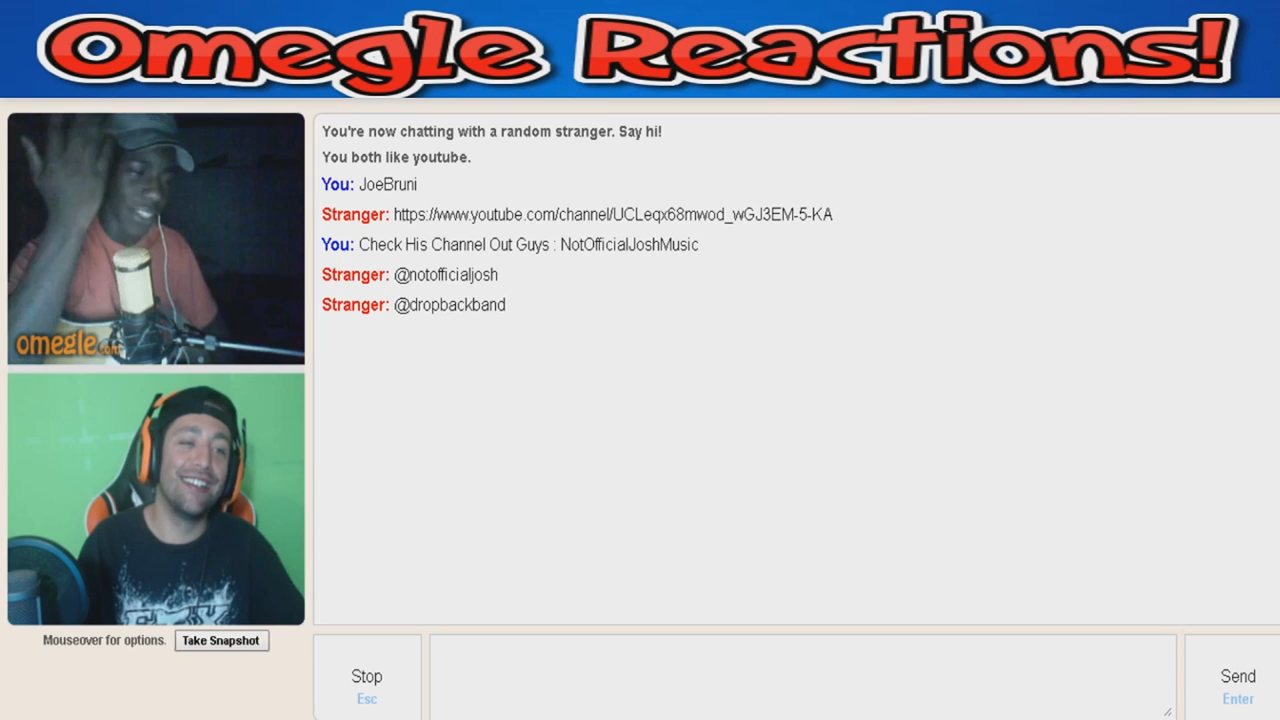 Omegle Reactions!
You're now chatting with a random stranger. Say hi!
You both like youtube.
You: JoeBruni
Stranger: https://www.youtube.com/channel/UCLeqx68mwod_wGJ3EM-5-KA
You: Check His Channel Out Guys : NotOfficialJoshMusic
Stranger: @notofficialjosh
Stranger: @dropbackband
omegle.com
Mouseover for options.
Take Snapshot
Stop
Esc
Send
Enter